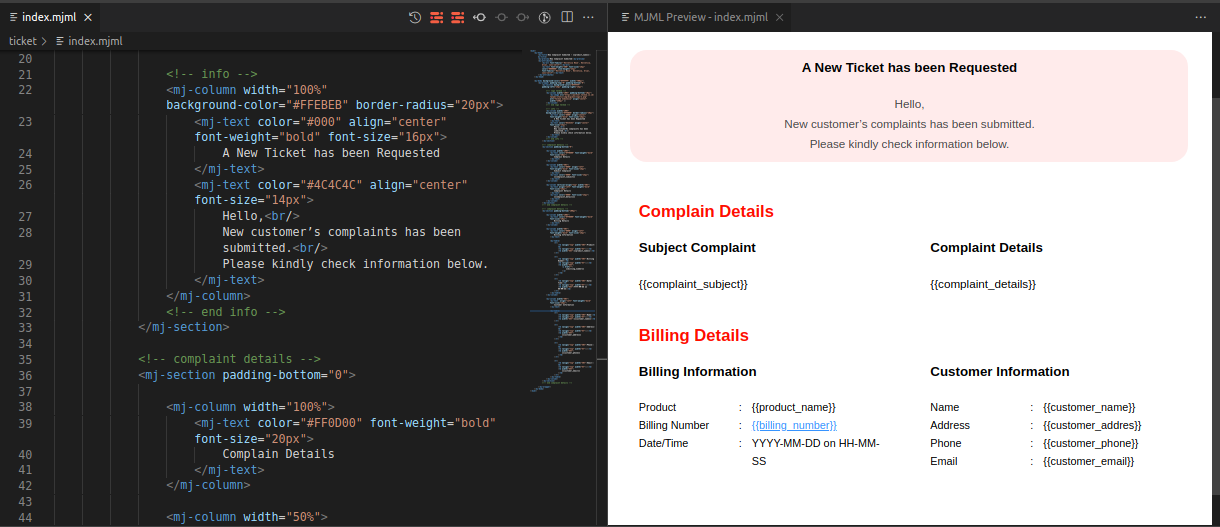 index.mjml
MJML Preview - index.mjml
ticket > index.mjml
20
21 <!-- info -->
22 <mj-column width="100%"
background-color="#FFEBEB" border-radius="20px">
23 <mj-text color="#000" align="center"
font-weight="bold" font-size="16px">
24 A New Ticket has been Requested
25 </mj-text>
26 <mj-text color="#4C4C4C" align="center"
font-size="14px">
27 Hello,<br/>
28 New customer’s complaints has been
submitted.<br/>
29 Please kindly check information below.
30 </mj-text>
31 </mj-column>
32 <!-- end info -->
33 </mj-section>
34
35 <!-- complaint details -->
36 <mj-section padding-bottom="0">
37
38 <mj-column width="100%">
39 <mj-text color="#FF0D00" font-weight="bold"
font-size="20px">
40 Complain Details
41 </mj-text>
42 </mj-column>
43
44 <mj-column width="50%">
A New Ticket has been Requested
Hello,
New customer’s complaints has been submitted.
Please kindly check information below.
Complain Details
Subject Complaint
{{complaint_subject}}
Complaint Details
{{complaint_details}}
Billing Details
Billing Information
Product : {{product_name}}
Billing Number : {{billing_number}}
Date/Time : YYYY-MM-DD on HH-MM-
SS
Customer Information
Name : {{customer_name}}
Address : {{customer_addres}}
Phone : {{customer_phone}}
Email : {{customer_email}}